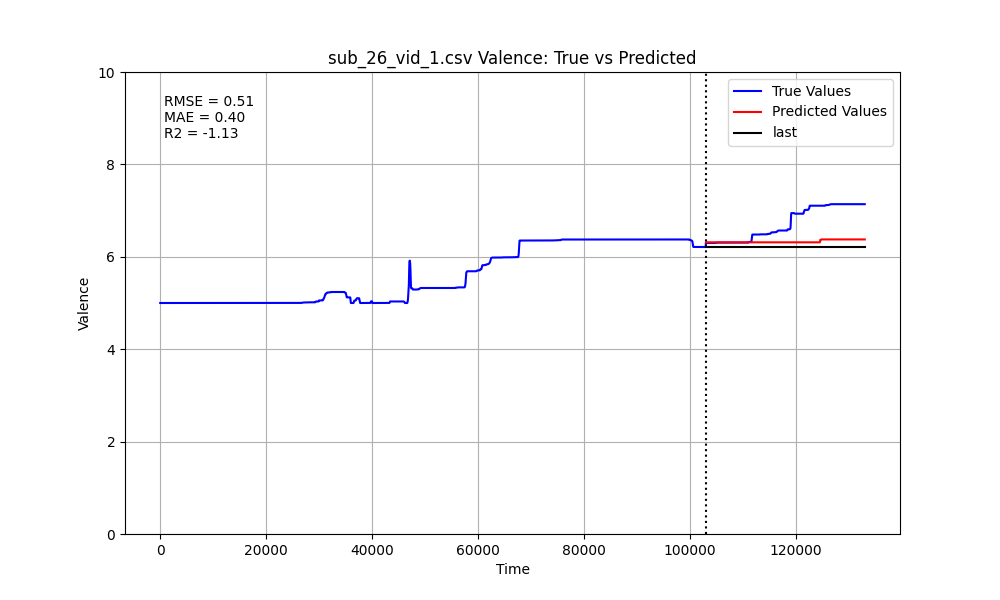 sub_26_vid_1.csv Valence: True vs Predicted
RMSE = 0.51
MAE = 0.40
R2 = -1.13
True Values
Predicted Values
last
10
8
6
4
2
0
Valence
0
20000
40000
60000
80000
100000
120000
Time